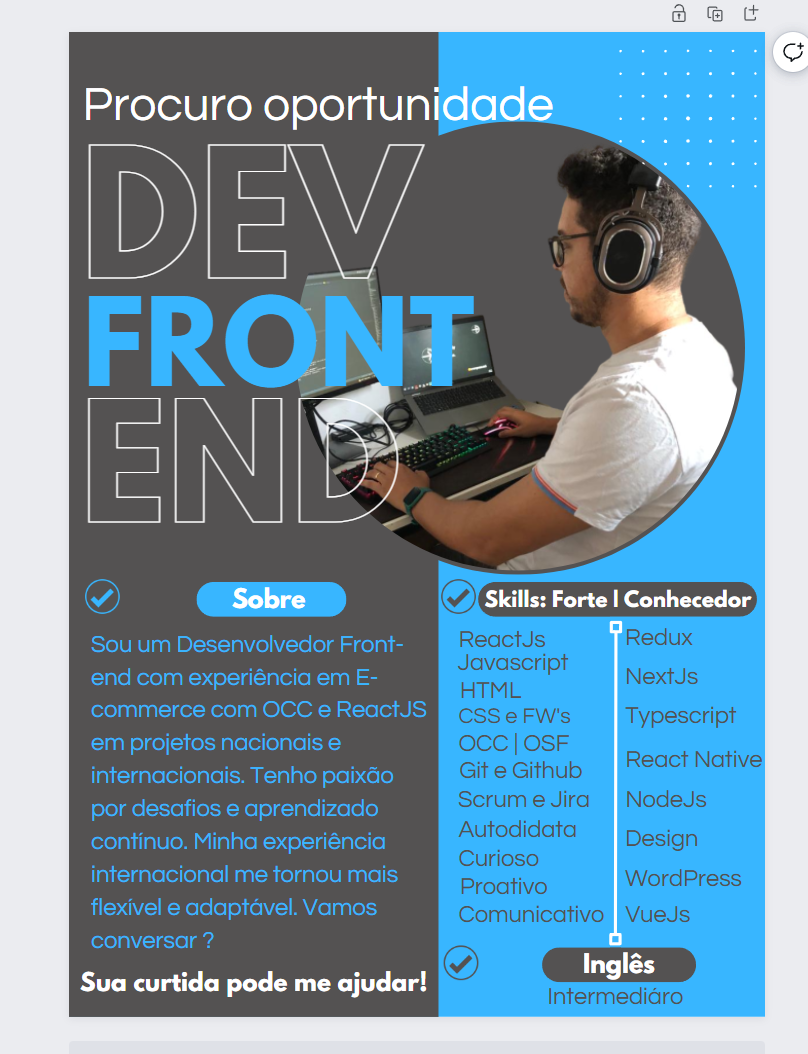 Procuro oportunidade
DEV
FRONT
END
Sobre
Sou um Desenvolvedor Front-
end com experiência em E-
commerce com OCC e ReactJS
em projetos nacionais e
internacionais. Tenho paixão
por desafios e aprendizado
contínuo. Minha experiência
internacional me tornou mais
flexível e adaptável. Vamos
conversar ?
Sua curtida pode me ajudar!
Skills: Forte | Conhecedor
ReactJs
Javascript
HTML
CSS e FW's
OCC | OSF
Git e Github
Scrum e Jira
Autodidata
Curioso
Proativo
Comunicativo
Redux
NextJs
Typescript
React Native
NodeJs
Design
WordPress
VueJs
Inglês
Intermediáro